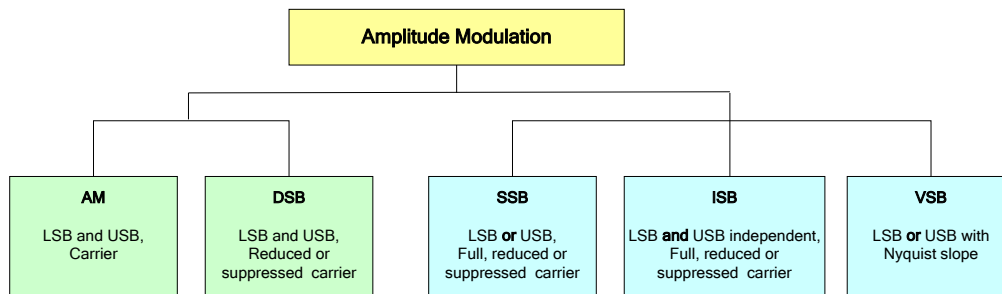 Amplitude Modulation
AM
LSB and USB,
Carrier
DSB
LSB and USB,
Reduced or
suppressed carrier
SSB
LSB or USB,
Full, reduced or
suppressed carrier
ISB
LSB and USB independent,
Full, reduced or
suppressed carrier
VSB
LSB or USB with
Nyquist slope